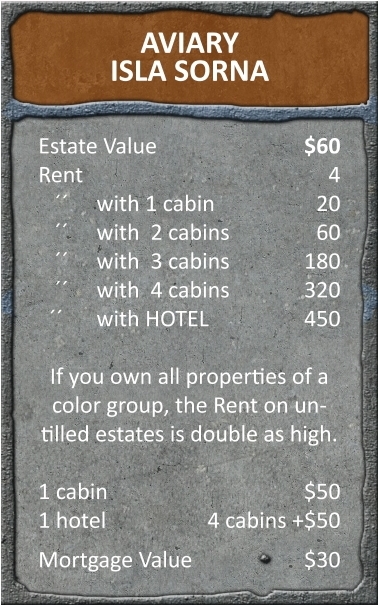 AVIARY
ISLA SORNA
Estate Value $60
Rent 4
´´ with 1 cabin 20
´´ with 2 cabins 60
´´ with 3 cabins 180
´´ with 4 cabins 320
´´ with HOTEL 450
If you own all properties of a
color group, the Rent on un-
tilled estates is double as high.
1 cabin $50
1 hotel 4 cabins +$50
Mortgage Value $30